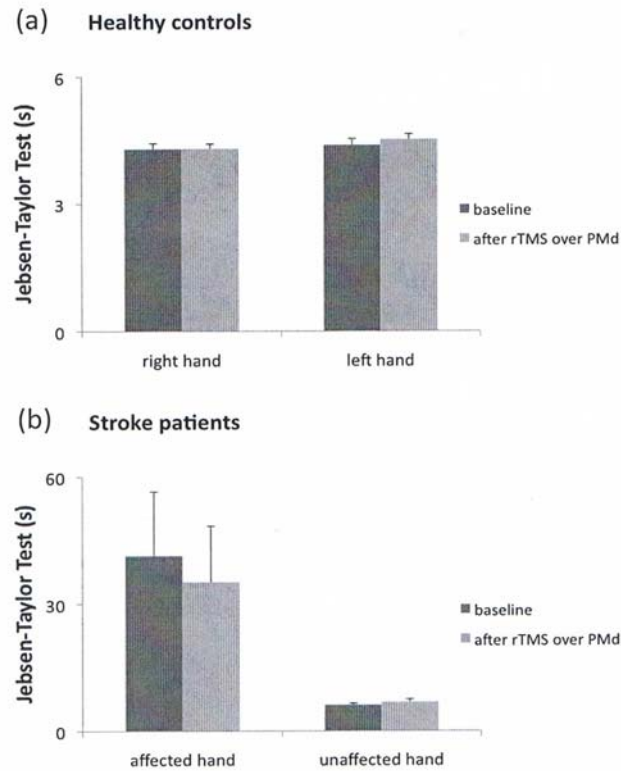 (a) Healthy controls
6
3
0
Jebsen-Taylor Test (s)
baseline
after rTMS over PMd
right hand left hand
(b) Stroke patients
60
30
0
Jebsen-Taylor Test (s)
baseline
after rTMS over PMd
affected hand unaffected hand